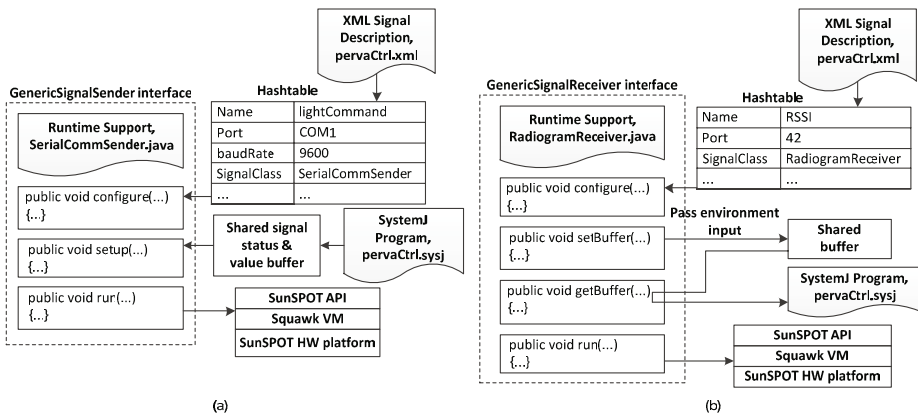 XML Signal
Description,
pervaCtrl.xml
GenericSignalSender interface
Hashtable
Runtime Support,
SerialCommSender.java
Name lightCommand
Port COM1
baudRate 9600
SignalClass SerialCommSender
... ...
public void configure(...)
{...}
public void setup(...)
{...}
Shared signal
status &
value buffer
SystemJ
Program,
pervaCtrl.sysj
public void run(...)
{...}
SunSPOT API
Squawk VM
SunSPOT HW platform
(a)
XML Signal
Description,
pervaCtrl.xml
GenericSignalReceiver interface
Hashtable
Runtime Support,
RadiogramReceiver.java
Name RSSI
Port 42
SignalClass RadiogramReceiver
... ...
public void configure(...)
{...}
Pass environment
input
public void setBuffer(...)
{...}
Shared
buffer
public void getBuffer(...)
{...}
SystemJ Program,
pervaCtrl.sysj
public void run(...)
{...}
SunSPOT API
Squawk VM
SunSPOT HW platform
(b)